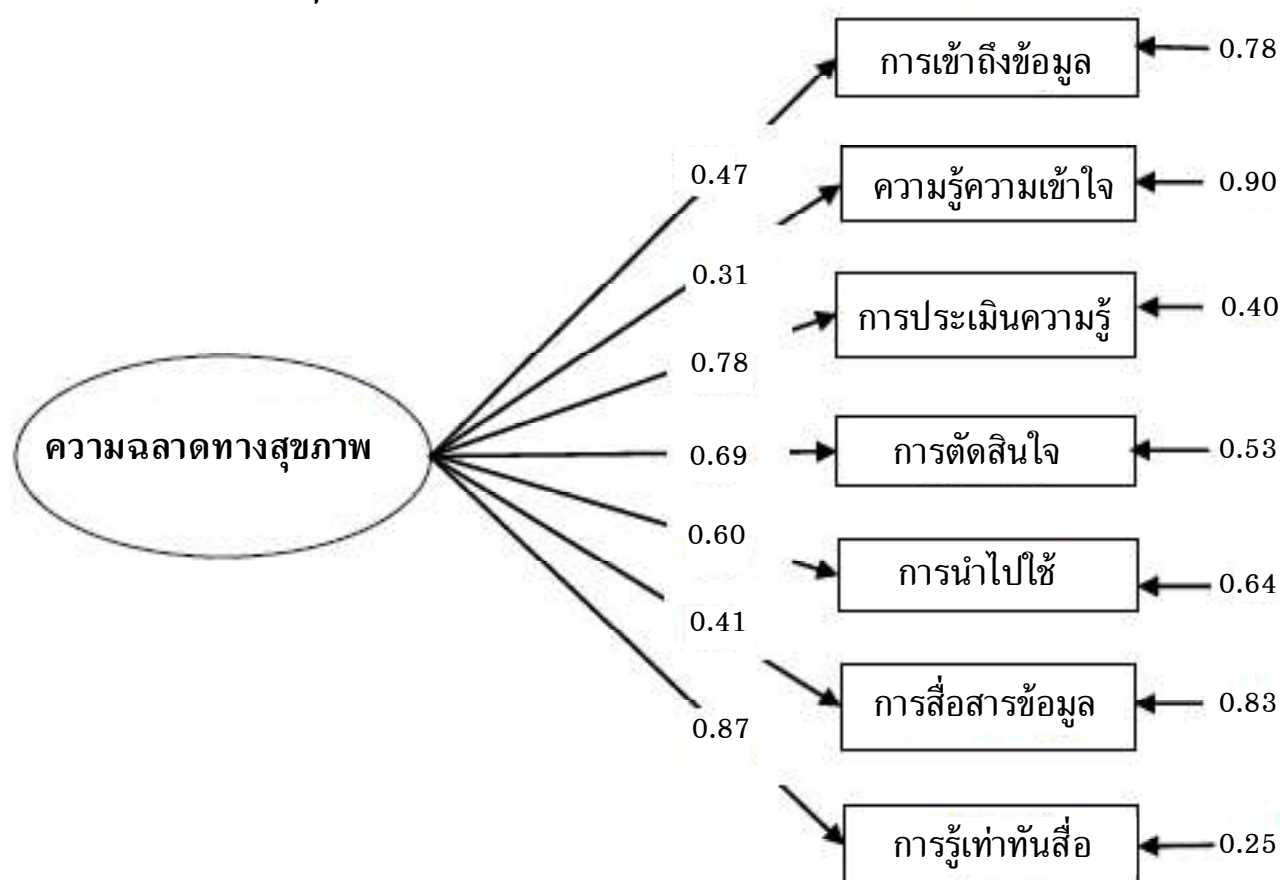 การเข้าถึงข้อมูล
0.78
0.47
ความรู้ความเข้าใจ
0.90
0.31
การประเมินความรู้
0.40
0.78
ความฉลาดทางสุขภาพ
0.69
การตัดสินใจ
0.53
0.60
การนำไปใช้
0.64
0.41
การสื่อสารข้อมูล
0.83
0.87
การรู้เท่าทันสื่อ
0.25